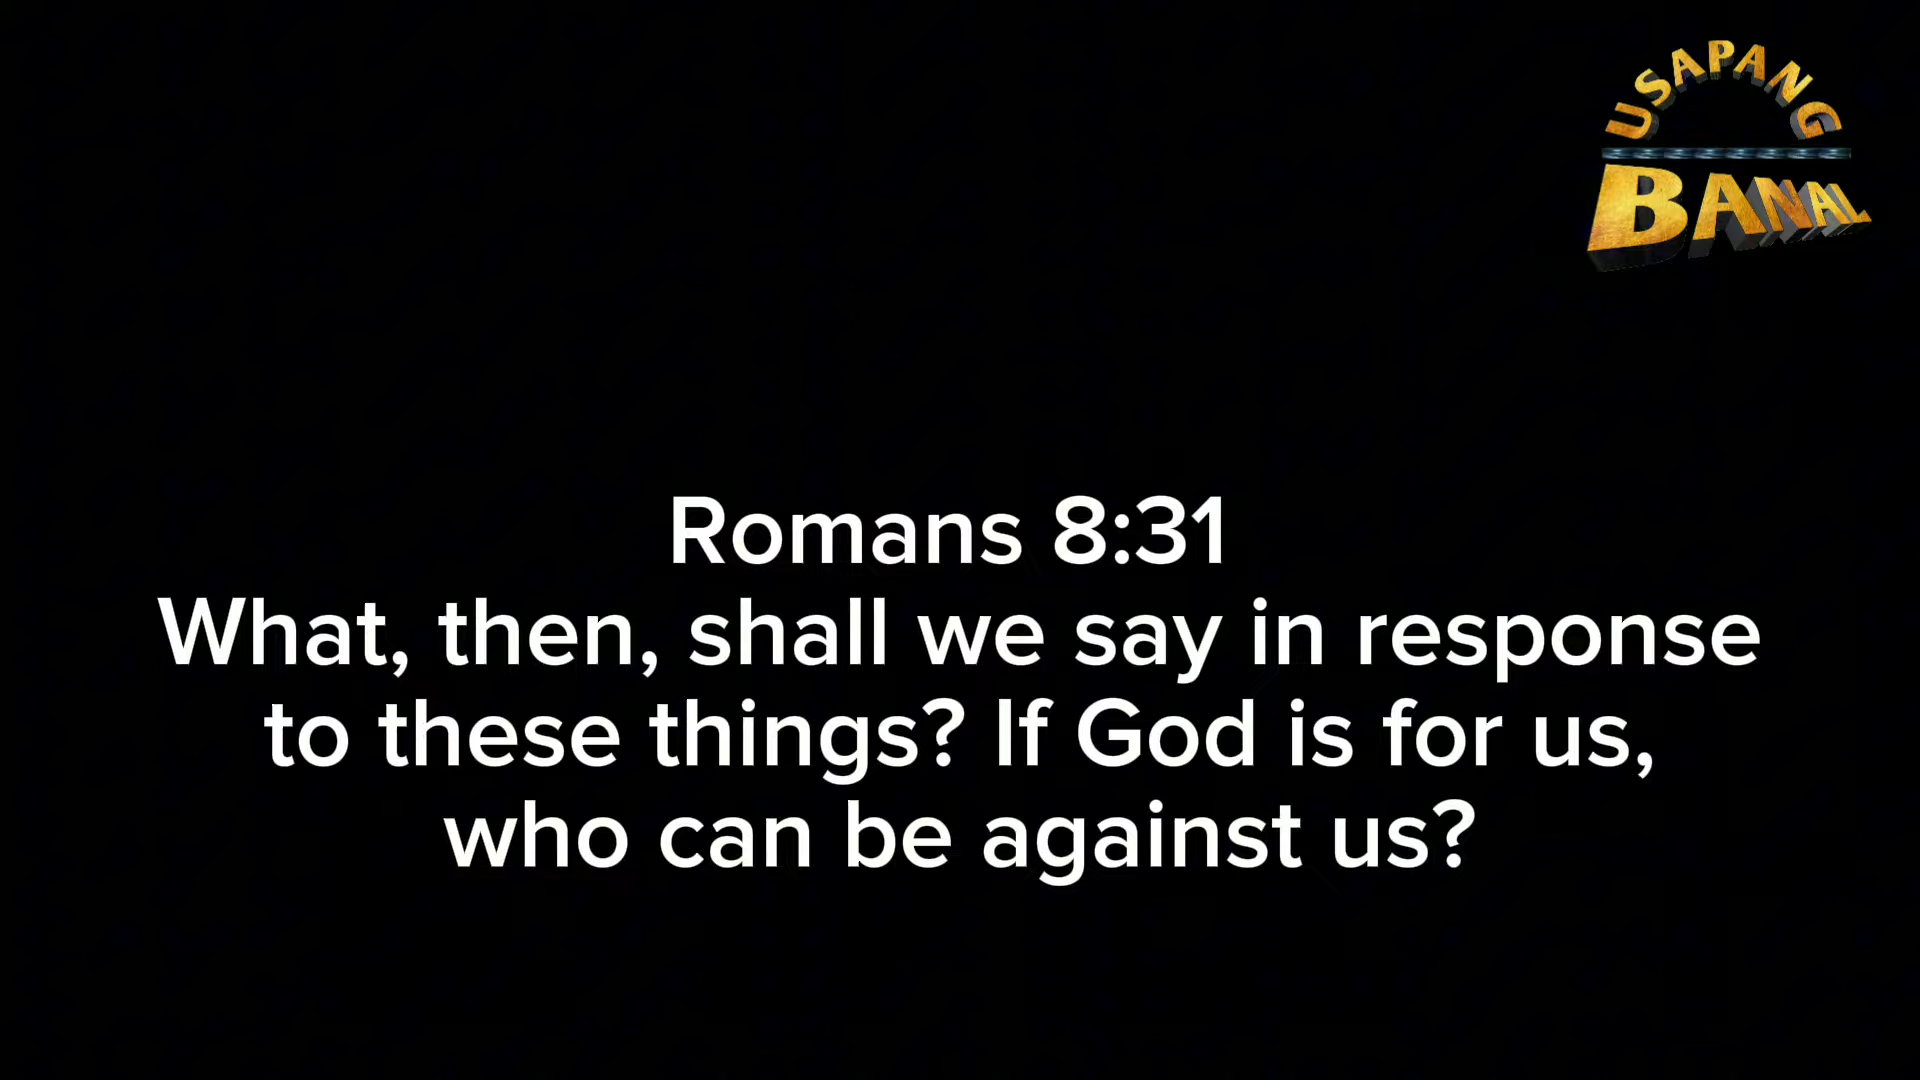 USAPANG
BANAL
Romans 8:31
What, then, shall we say in response
to these things? If God is for us,
who can be against us?